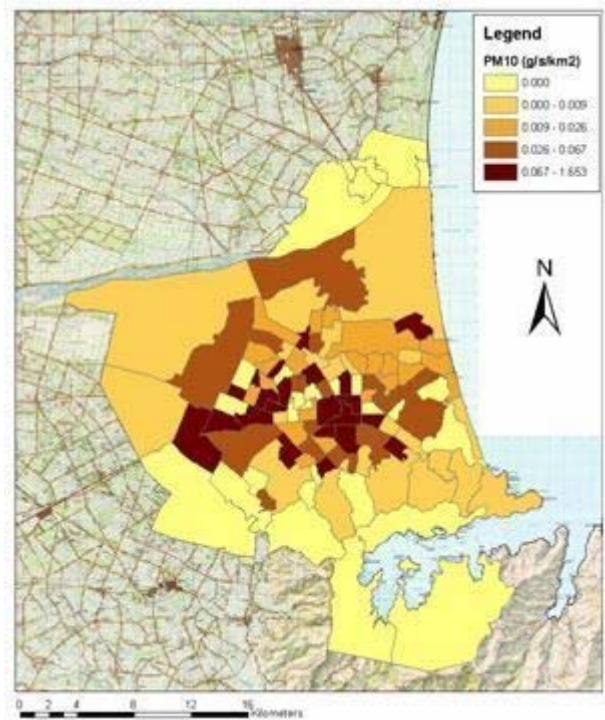 Legend
PM10 (g/s/km2)
0.000
0.000 - 0.009
0.009 - 0.026
0.026 - 0.067
0.067 - 1.653
N
0 2 4 8 12 16
Kilometers